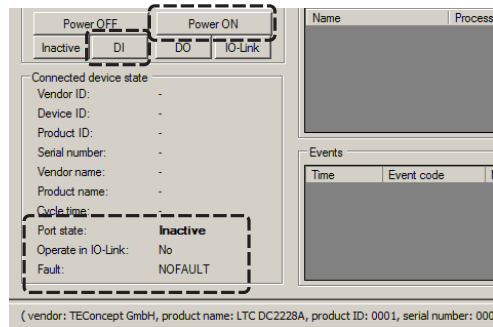 Power OFF Power ON
Inactive DI DO IO-Link
Connected device state
Vendor ID: -
Device ID: -
Product ID: -
Serial number: -
Vendor name: -
Product name: -
Cycle time: -
Port state: Inactive
Operate in IO-Link: No
Fault: NOFAULT
Name Process
Events
Time Event code
( vendor: TEConcept GmbH, product name: LTC DC2228A, product ID: 0001, serial number: 000